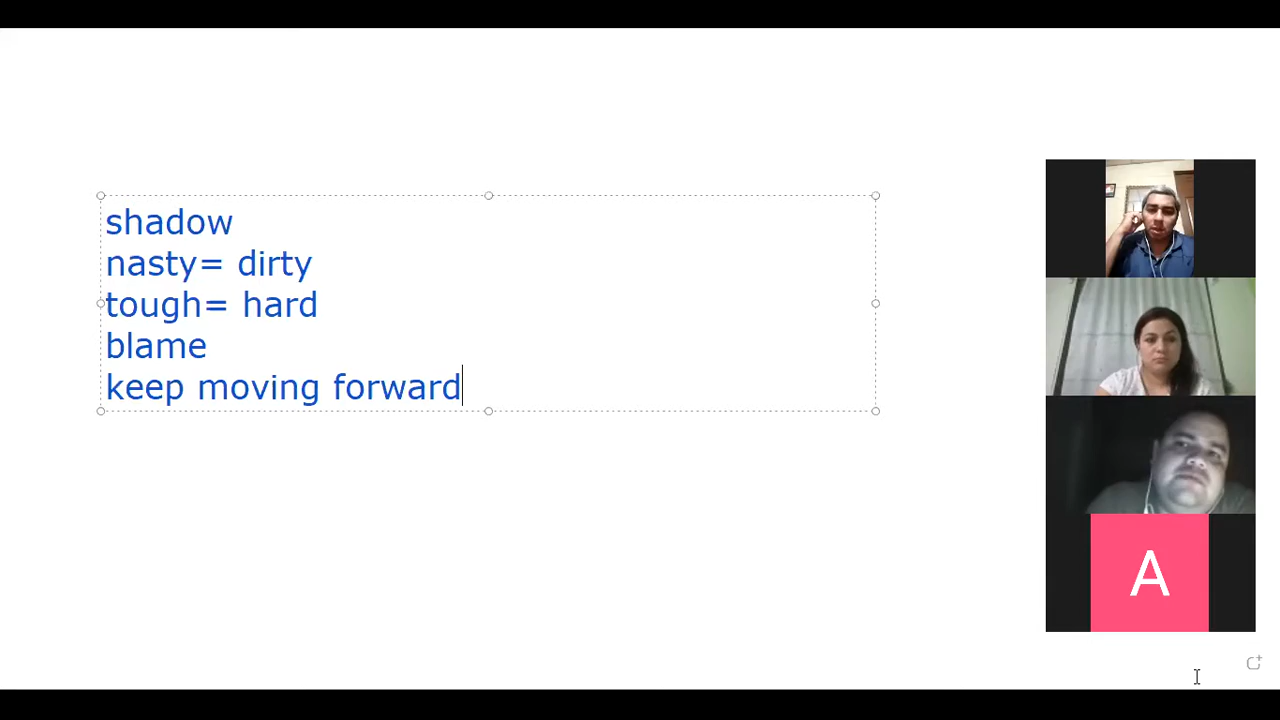 shadow
nasty= dirty
tough= hard
blame
keep moving forward
A